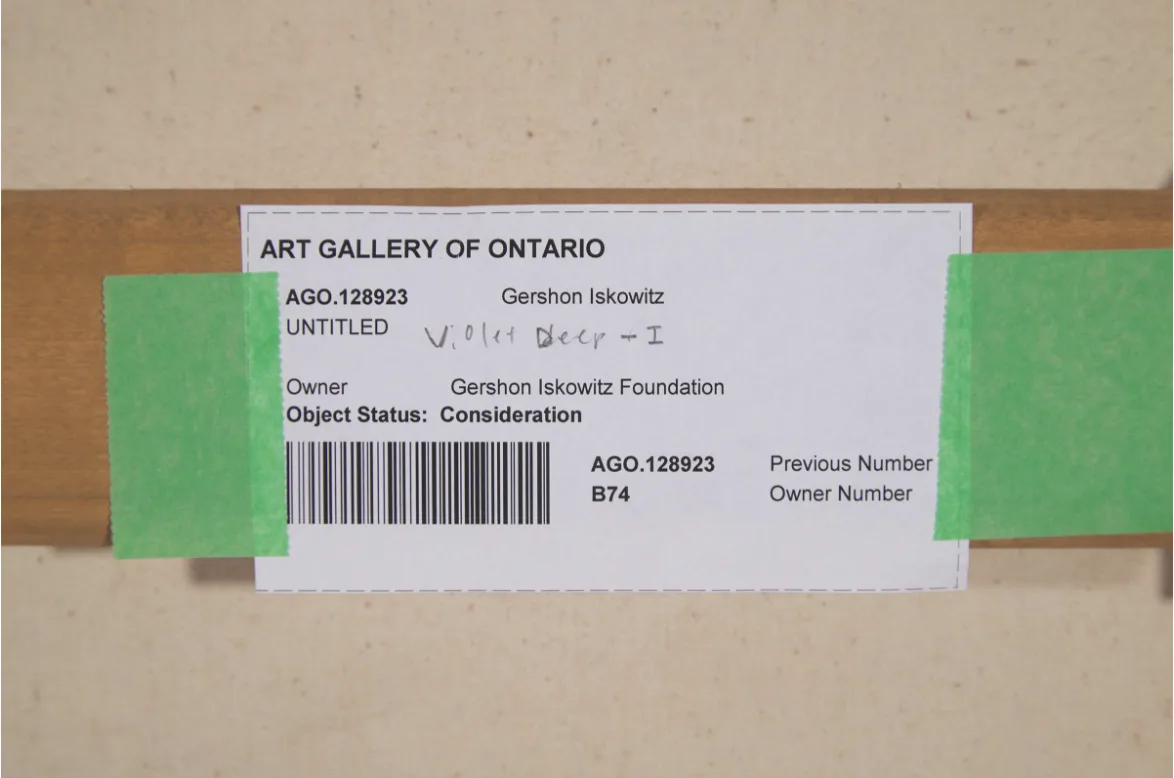 ART GALLERY OF ONTARIO
AGO.128923 Gershon Iskowitz
UNTITLED Violet Deep - I
Owner Gershon Iskowitz Foundation
Object Status: Consideration
AGO.128923 Previous Number
B74 Owner Number